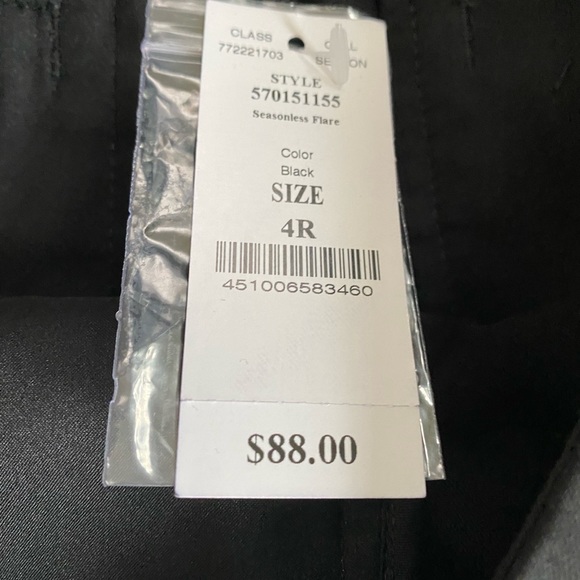 CLASS
772221703
STYLE
570151155
Seasonless Flare
Color
Black
SIZE
4R
451006583460
$88.00